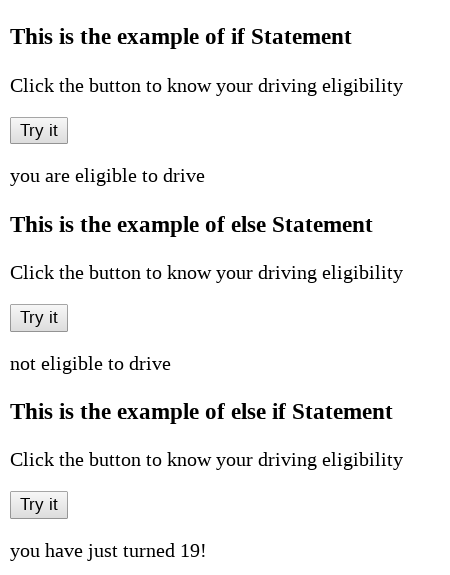 This is the example of if Statement
Click the button to know your driving eligibility
Try it
you are eligible to drive
This is the example of else Statement
Click the button to know your driving eligibility
Try it
not eligible to drive
This is the example of else if Statement
Click the button to know your driving eligibility
Try it
you have just turned 19!